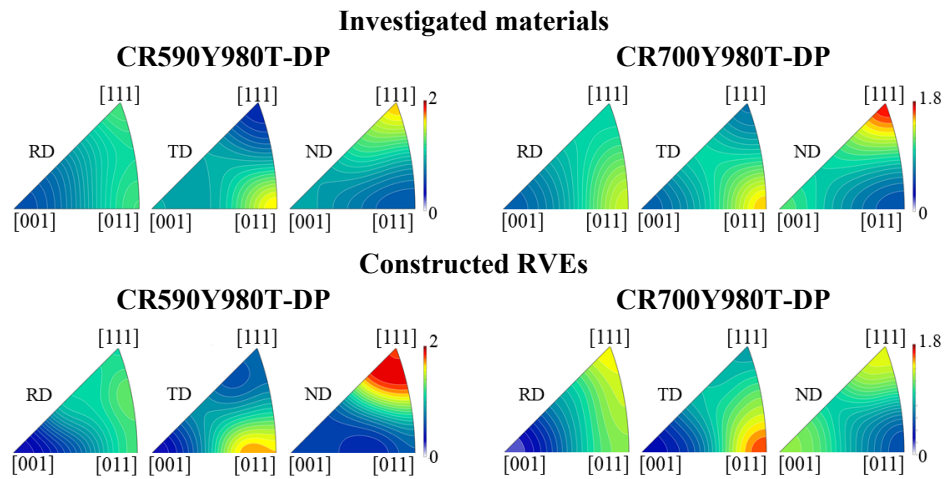 Investigated materials
CR590Y980T-DP CR700Y980T-DP
[111] [111] [111] 2 [111] [111] [111] 1.8
RD TD ND RD TD ND
0 0
[001] [011] [001] [011] [001] [011] [001] [011] [001] [011] [001] [011]
Constructed RVEs
CR590Y980T-DP CR700Y980T-DP
[111] [111] [111] 2 [111] [111] [111] 1.8
RD TD ND RD TD ND
0 0
[001] [011] [001] [011] [001] [011] [001] [011] [001] [011] [001] [011]